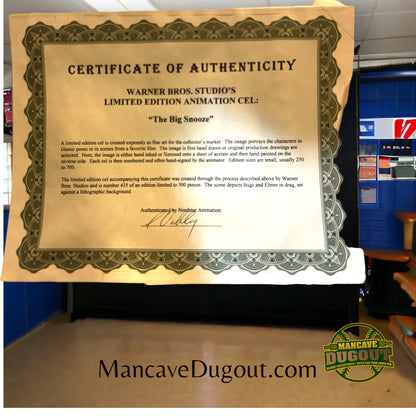 CERTIFICATE OF AUTHENTICITY
WARNER BROS. STUDIO'S
LIMITED EDITION ANIMATION CEL:
"The Big Snooze"
A limited edition cel is created expressly as fine art for the collector's market. The image portrays the characters in
classic poses or in scenes from a favorite film. The image is first hand drawn or original production drawings are
selected. Next, the image is either hand inked or Xeroxed onto a sheet of acetate and then hand painted on the
reverse side. Each cel is then numbered and often hand-signed by the animator. Edition sizes are small, usually 250
to 700.
The limited edition cel accompanying this certificate was created through the process described above by Warner
Bros. Studios and is number 435 of an edition limited to 500 pieces. The scene depicts Bugs and Elmer in drag, set
against a lithographic background.
Authenticated by Northstar Animation
MANCAVE
DUGOUT
MancaveDugout.com